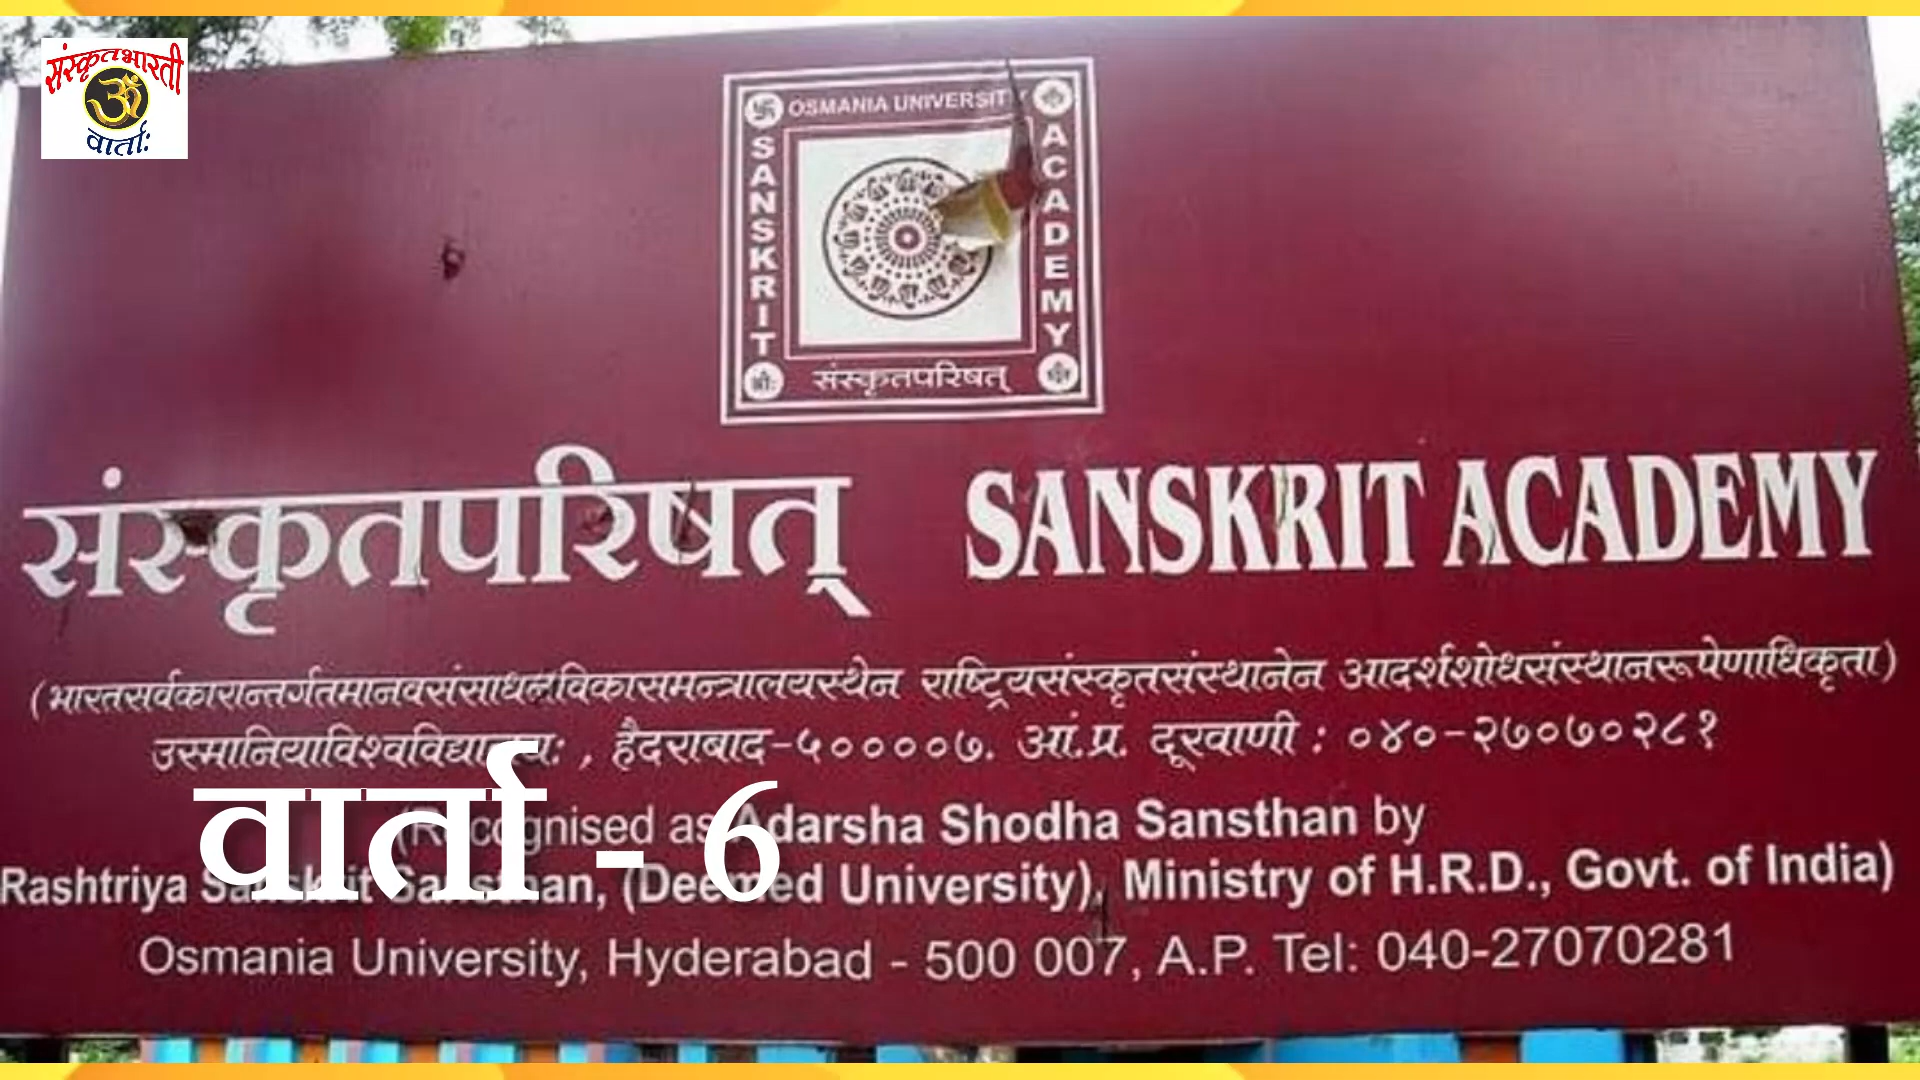 संस्कृतभारती
ॐ
वार्ताः
OSMANIA UNIVERSITY
SANSKRIT
ACADEMY
श्रीः
संस्कृतपरिषत्
संस्कृतपरिषत् SANSKRIT ACADEMY
(भारतसर्वकारान्तर्गतमानवसंसाधनविकासमन्त्रालयस्थेन राष्ट्रियसंस्कृतसंस्थानेन आदर्शशोधसंस्थानरूपेणाधिकृता)
उस्मानियाविश्वविद्यालयः, हैदराबाद-५००००७. आं.प्र. दूरवाणी : ०४०-२७०७०२८१
वार्ता - 6
(Recognised as Adarsha Shodha Sansthan by
Rashtriya Sanskrit Sansthan, (Deemed University), Ministry of H.R.D., Govt. of India)
Osmania University, Hyderabad - 500 007, A.P. Tel: 040-27070281